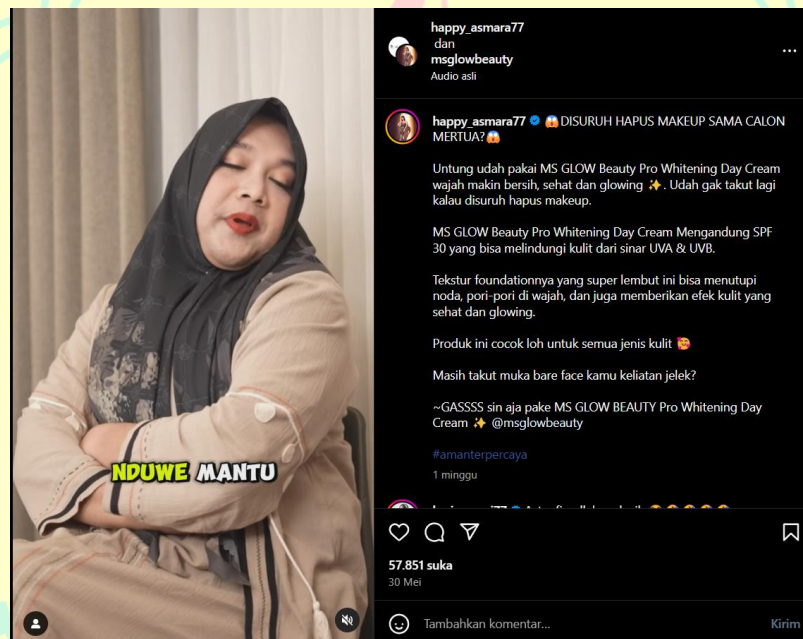 happy_asmara77
dan
msglowbeauty
Audio asli
happy_asmara77 😱DISURUH HAPUS MAKEUP SAMA CALON
MERTUA?😱
Untung udah pakai MS GLOW Beauty Pro Whitening Day Cream
wajah makin bersih, sehat dan glowing ✨. Udah gak takut lagi
kalau disuruh hapus makeup.
MS GLOW Beauty Pro Whitening Day Cream Mengandung SPF
30 yang bisa melindungi kulit dari sinar UVA & UVB.
Tekstur foundationnya yang super lembut ini bisa menutupi
noda, pori-pori di wajah, dan juga memberikan efek kulit yang
sehat dan glowing.
Produk ini cocok loh untuk semua jenis kulit 🥰
Masih takut muka bare face kamu keliatan jelek?
~GASSSS sin aja pake MS GLOW BEAUTY Pro Whitening Day
Cream ✨ @msglowbeauty
#amanterpercaya
1 minggu
NDUWE MANTU
57.851 suka
30 Mei
Tambahkan komentar...
Kirim